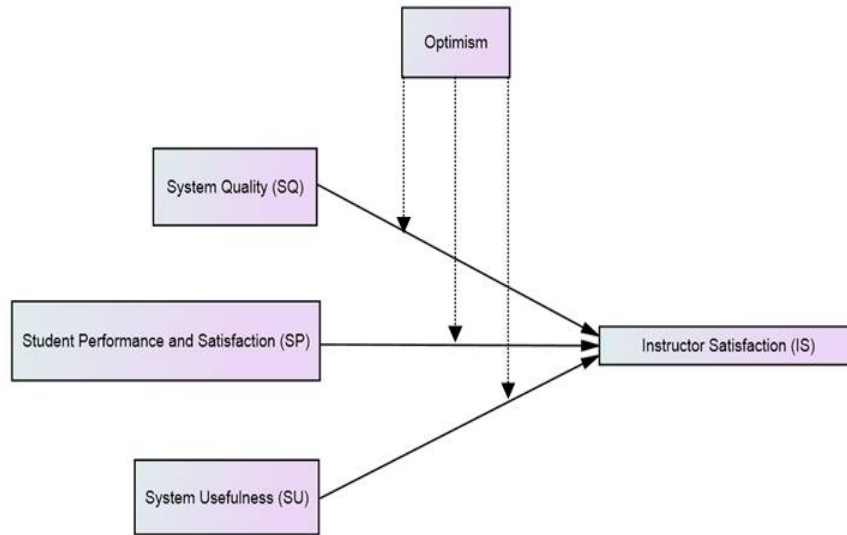 Optimism
System Quality (SQ)
Student Performance and Satisfaction (SP)
Instructor Satisfaction (IS)
System Usefulness (SU)